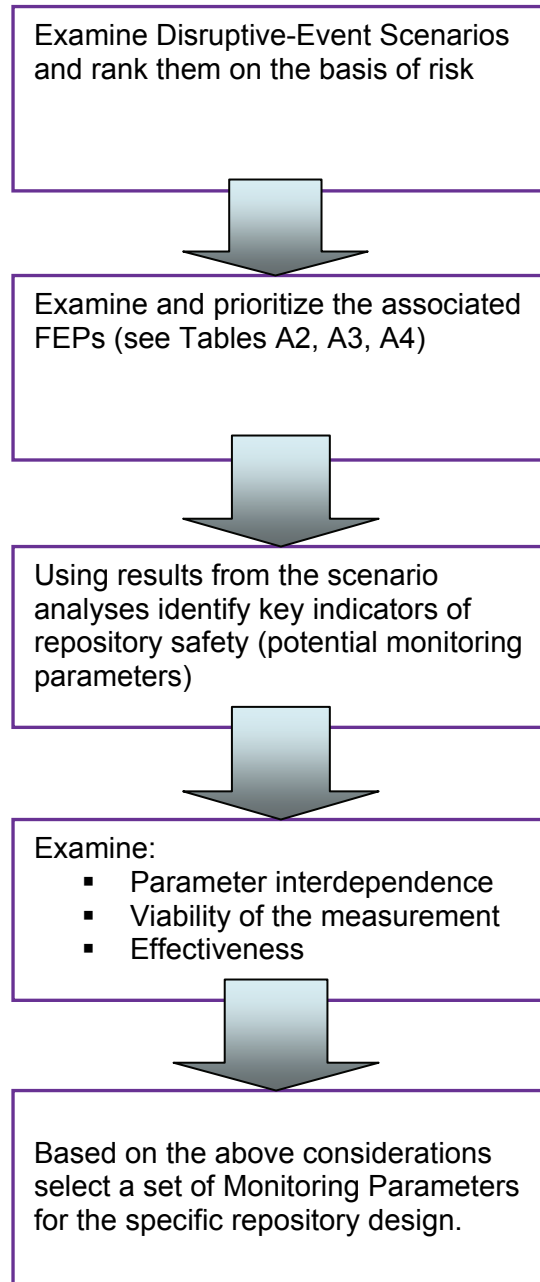 Examine Disruptive-Event Scenarios
and rank them on the basis of risk
Examine and prioritize the associated
FEPs (see Tables A2, A3, A4)
Using results from the scenario
analyses identify key indicators of
repository safety (potential monitoring
parameters)
Examine:
▪ Parameter interdependence
▪ Viability of the measurement
▪ Effectiveness
Based on the above considerations
select a set of Monitoring Parameters
for the specific repository design.